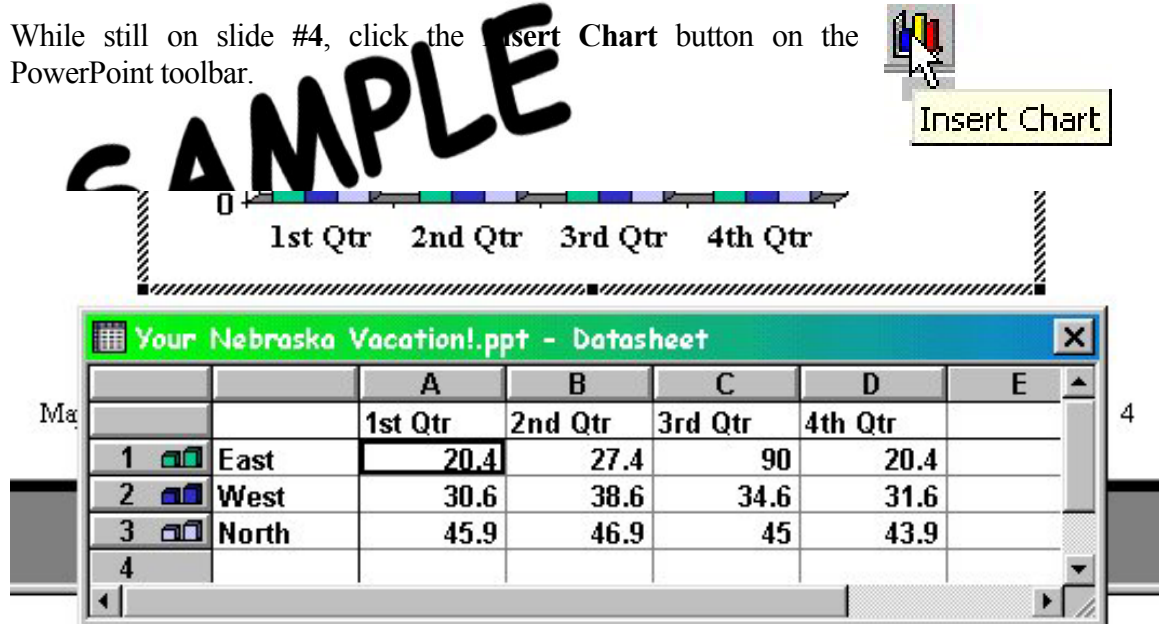 While still on slide #4, click the Insert Chart button on the
PowerPoint toolbar.
Insert Chart
SAMPLE
0
1st Qtr 2nd Qtr 3rd Qtr 4th Qtr
Your Nebraska Vacation!.ppt - Datasheet
A B C D E
1st Qtr 2nd Qtr 3rd Qtr 4th Qtr
1 East 20.4 27.4 90 20.4
2 West 30.6 38.6 34.6 31.6
3 North 45.9 46.9 45 43.9
4
Ma
4